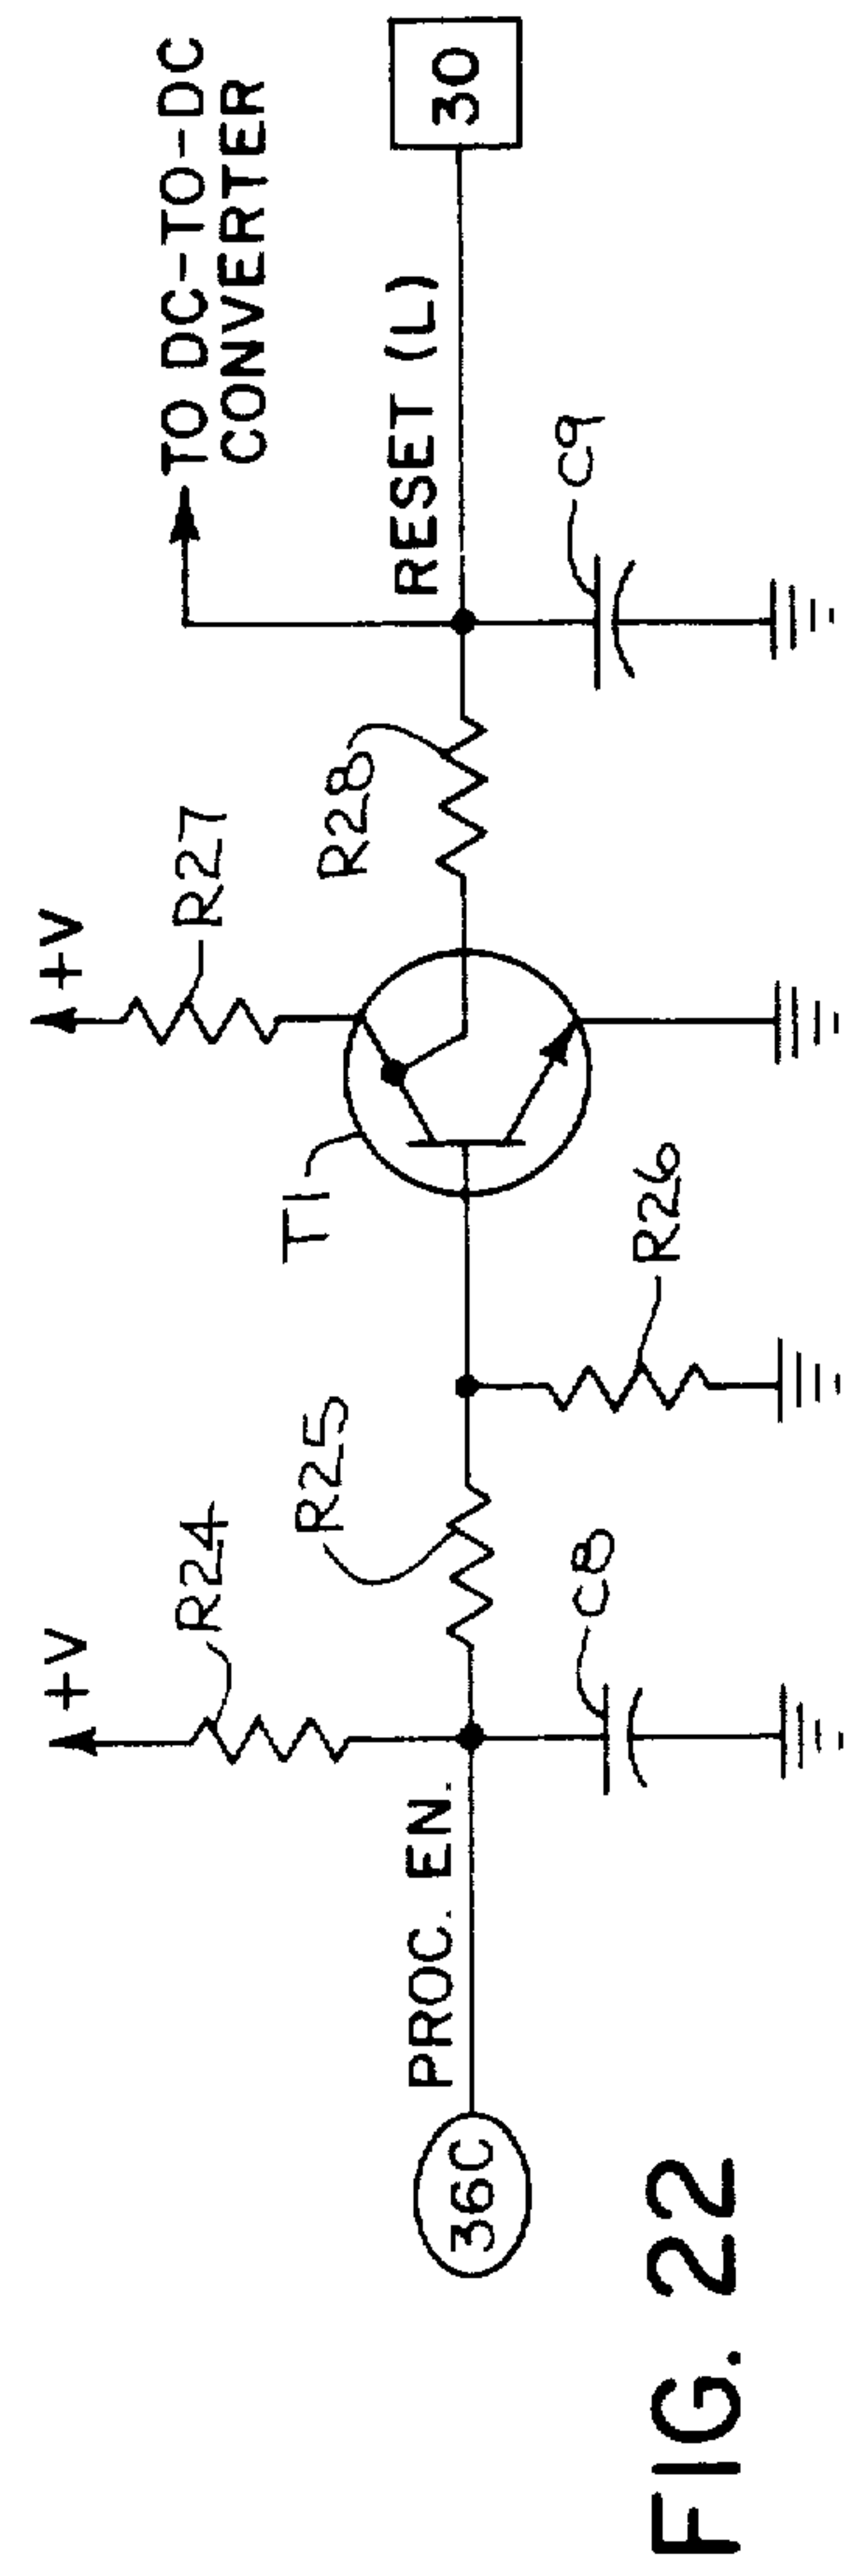 +V
+V
TO DC-TO-DC
CONVERTER
R24
R27
R25
T1
R28
PROC. EN.
RESET (L)
36C
30
C8
R26
C9
FIG. 22